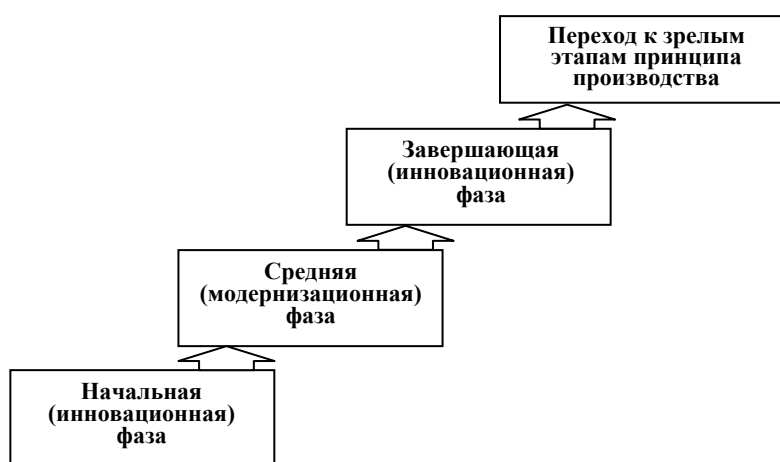 Переход к зрелым
этапам принципа
производства
Завершающая
(инновационная)
фаза
Средняя
(модернизационная)
фаза
Начальная
(инновационная)
фаза